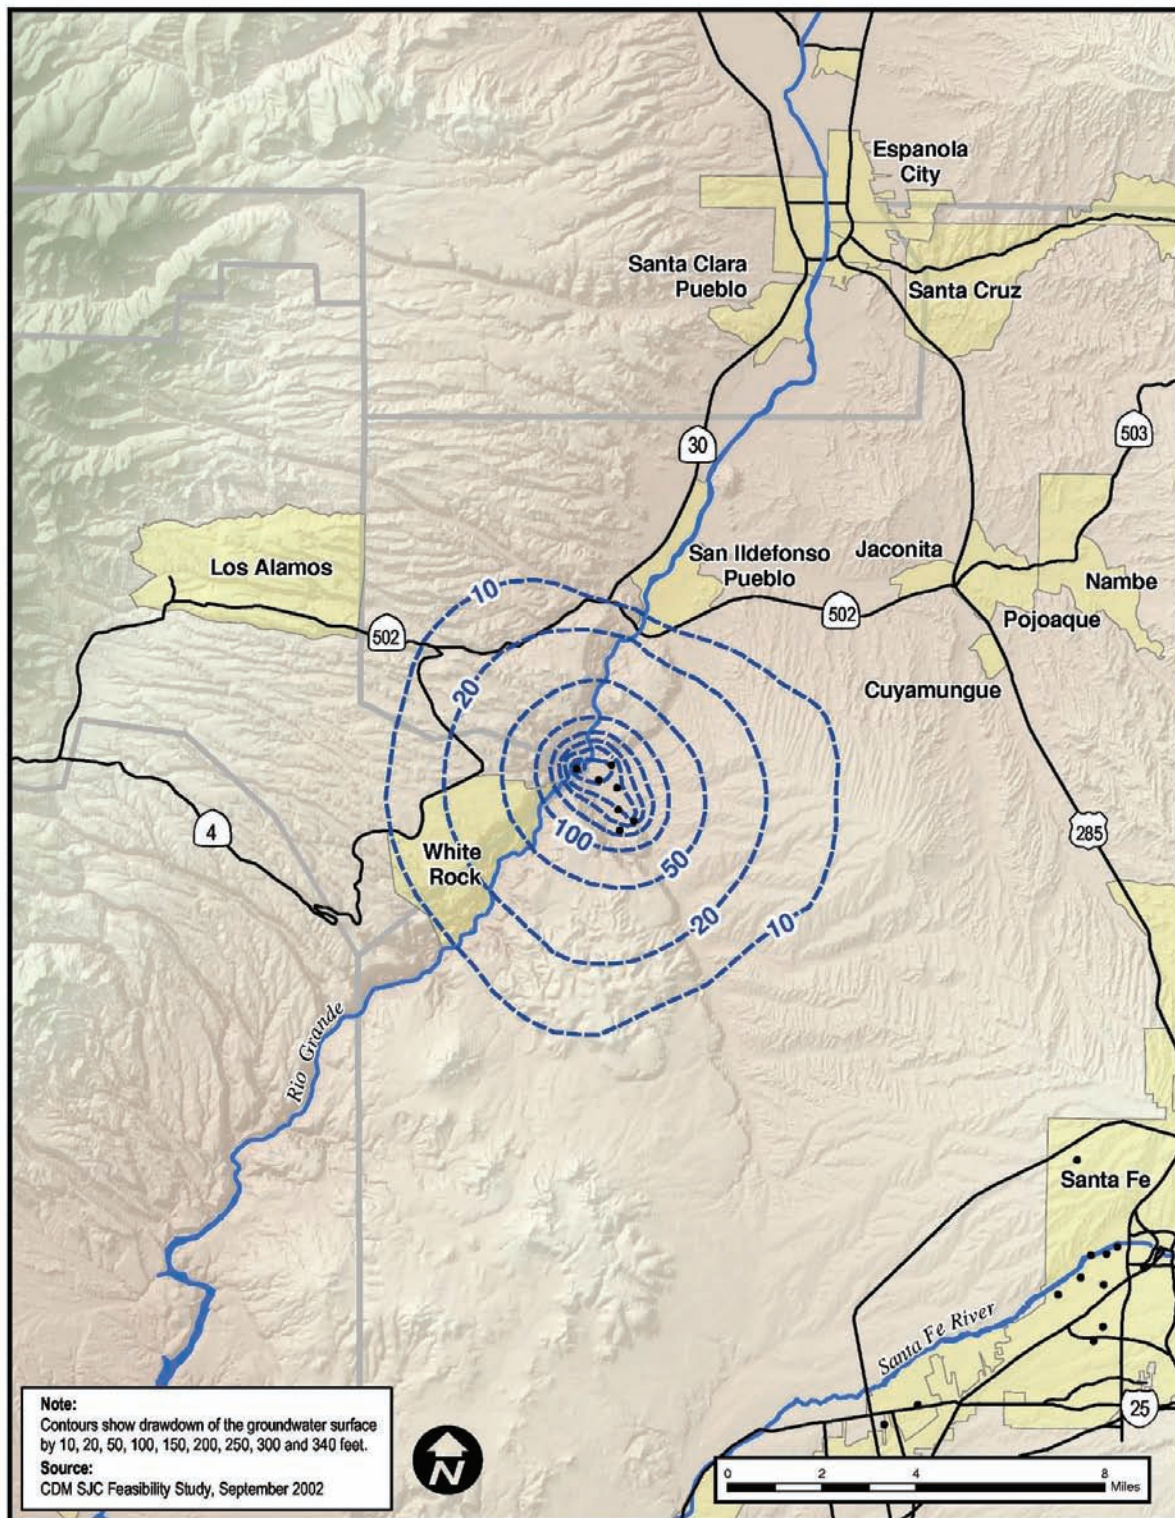 Espanola
City
Santa Clara
Pueblo
Santa Cruz
30
503
Los Alamos
San Ildefonso
Pueblo
Jaconita
Nambe
10
502
502
Pojoaque
20
Cuyamungue
4
White
Rock
100
50
285
20
10
Rio Grande
Santa Fe
Santa Fe River
25
Note:
Contours show drawdown of the groundwater surface
by 10, 20, 50, 100, 150, 200, 250, 300 and 340 feet.
Source:
CDM SJC Feasibility Study, September 2002
N
0 2 4 8
Miles